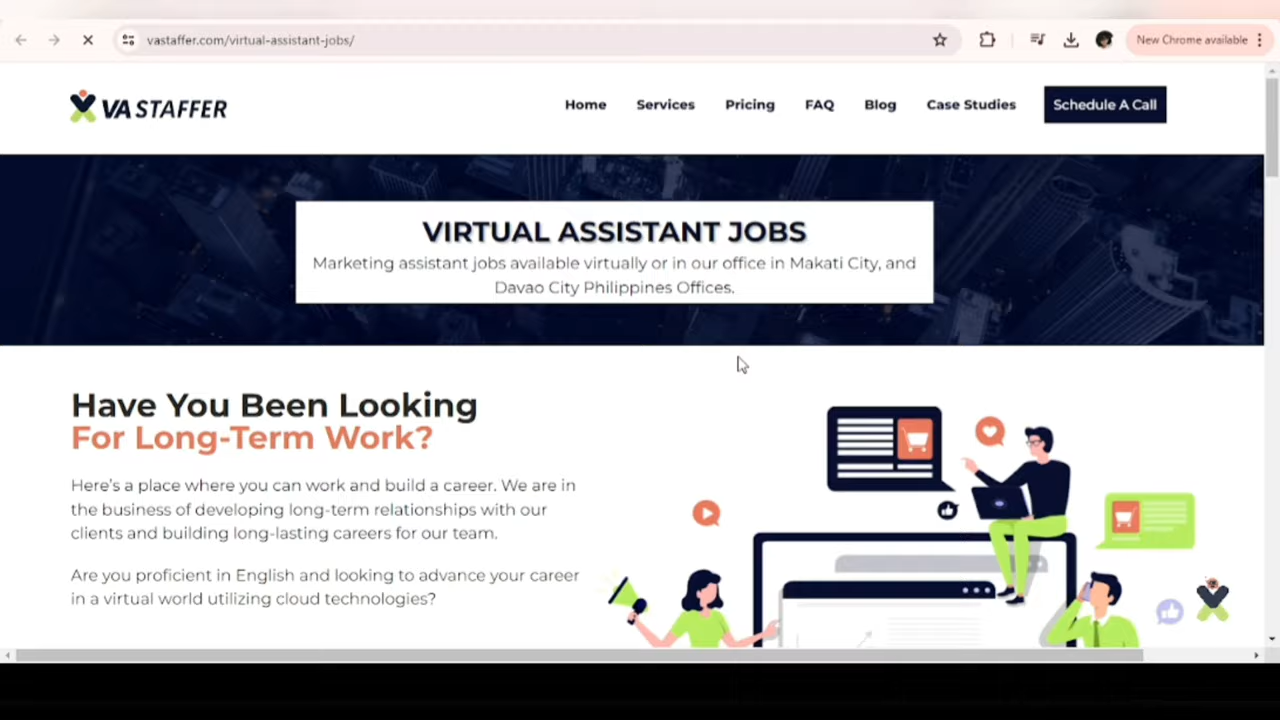 vastaffer.com/virtual-assistant-jobs/
New Chrome available
VA STAFFER
Home
Services
Pricing
FAQ
Blog
Case Studies
Schedule A Call
VIRTUAL ASSISTANT JOBS
Marketing assistant jobs available virtually or in our office in Makati City, and
Davao City Philippines Offices.
Have You Been Looking
For Long-Term Work?
Here's a place where you can work and build a career. We are in
the business of developing long-term relationships with our
clients and building long-lasting careers for our team.
Are you proficient in English and looking to advance your career
in a virtual world utilizing cloud technologies?